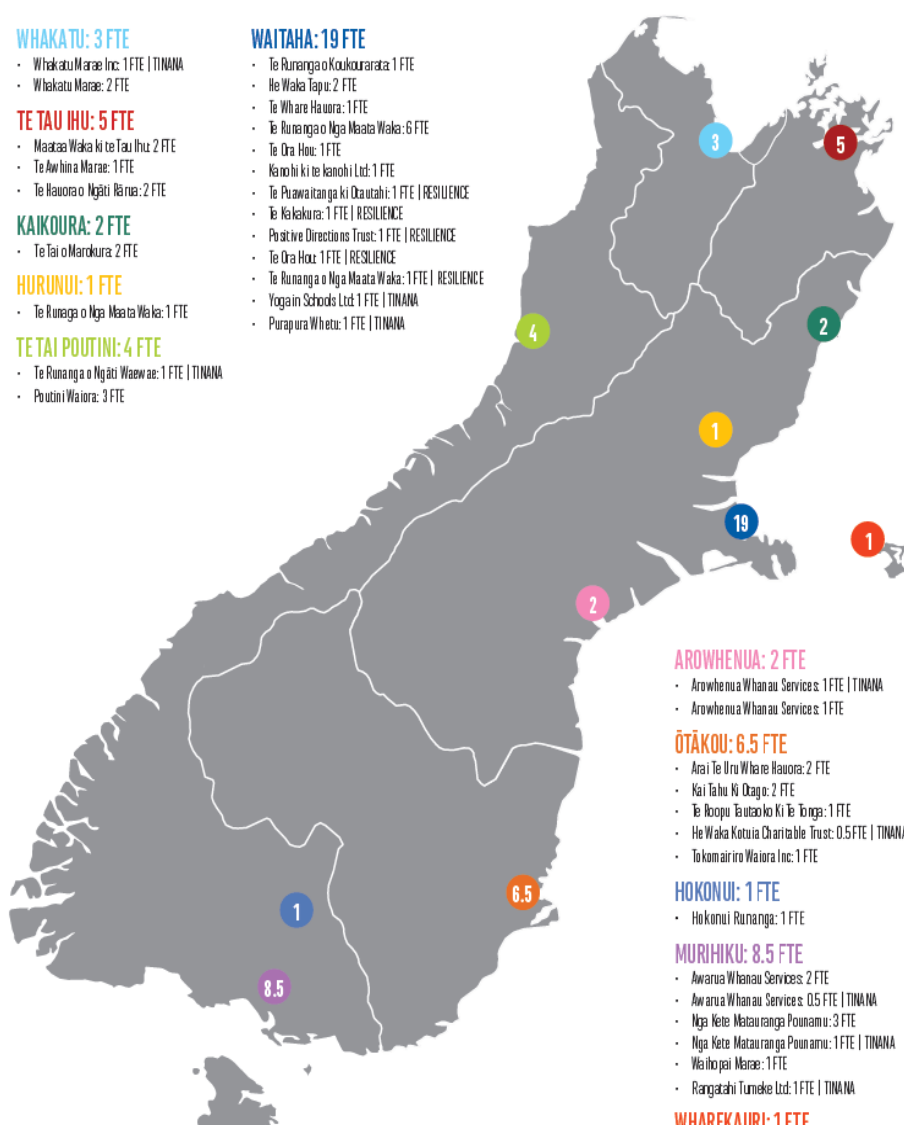 WHAKATU: 3 FTE
• Whakatu Marae Inc: 1 FTE | TINANA
• Whakatu Marae: 2 FTE
TE TAU IHU: 5 FTE
• Maataa Waka ki te Tau Ihu: 2 FTE
• Te Awhina Marae: 1 FTE
• Te Hauora o Ngāti Rārua: 2 FTE
KAIKOURA: 2 FTE
• Te Tai o Marokura: 2 FTE
HURUNUI: 1 FTE
• Te Runaga o Nga Maata Waka: 1 FTE
TE TAI POUTINI: 4 FTE
• Te Runanga o Ngāti Waewae: 1 FTE | TINANA
• Poutini Waiora: 3 FTE
WAITAHA: 19 FTE
• Te Runanga o Koukourarata: 1 FTE
• He Waka Tapu: 2 FTE
• Te Whare Hauora: 1 FTE
• Te Runanga o Nga Maata Waka: 6 FTE
• Te Ora Hou: 1 FTE
• Kanohi ki te kanohi Ltd: 1 FTE
• Te Puawaitanga ki Otautahi: 1 FTE | RESILIENCE
• Te Kakakura: 1 FTE | RESILIENCE
• Positive Directions Trust: 1 FTE | RESILIENCE
• Te Ora Hou: 1 FTE | RESILIENCE
• Te Runanga o Nga Maata Waka: 1 FTE | RESILIENCE
• Yoga in Schools Ltd: 1 FTE | TINANA
• Purapura Whetu: 1 FTE | TINANA
3
5
4
2
1
19
1
2
6.5
1
8.5
AROWHENUA: 2 FTE
• Arowhenua Whanau Services: 1 FTE | TINANA
• Arowhenua Whanau Services: 1 FTE
ŌTĀKOU: 6.5 FTE
• Arai Te Uru Whare Hauora: 2 FTE
• Kai Tahu Ki Otago: 2 FTE
• Te Roopu Tautaoko Ki Te Tonga: 1 FTE
• He Waka Kotuia Charitable Trust: 0.5 FTE | TINANA
• Tokomairiro Waiora Inc: 1 FTE
HOKONUI: 1 FTE
• Hokonui Runanga: 1 FTE
MURIHIKU: 8.5 FTE
• Awarua Whanau Services: 2 FTE
• Awarua Whanau Services: 0.5 FTE | TINANA
• Nga Kete Matauranga Pounamu: 3 FTE
• Nga Kete Matauranga Pounamu: 1 FTE | TINANA
• Waihopai Marae: 1 FTE
• Rangatahi Tumeke Ltd: 1 FTE | TINANA
WHAREKAURI: 1 FTE